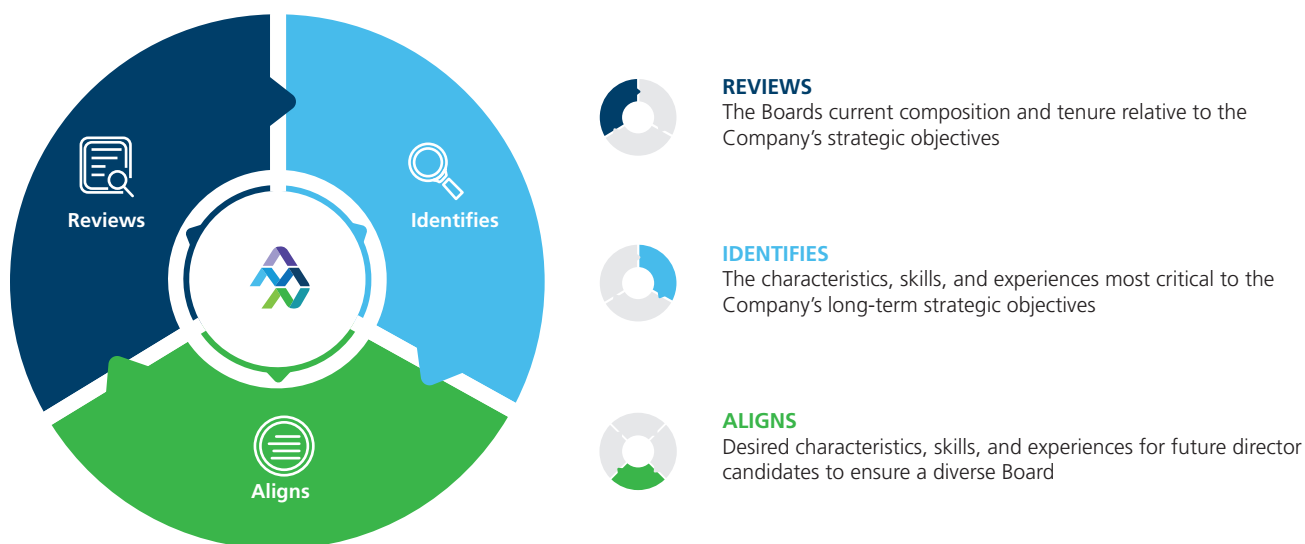 Reviews
Identifies
Aligns
REVIEWS
The Boards current composition and tenure relative to the
Company’s strategic objectives
IDENTIFIES
The characteristics, skills, and experiences most critical to the
Company’s long-term strategic objectives
ALIGNS
Desired characteristics, skills, and experiences for future director
candidates to ensure a diverse Board